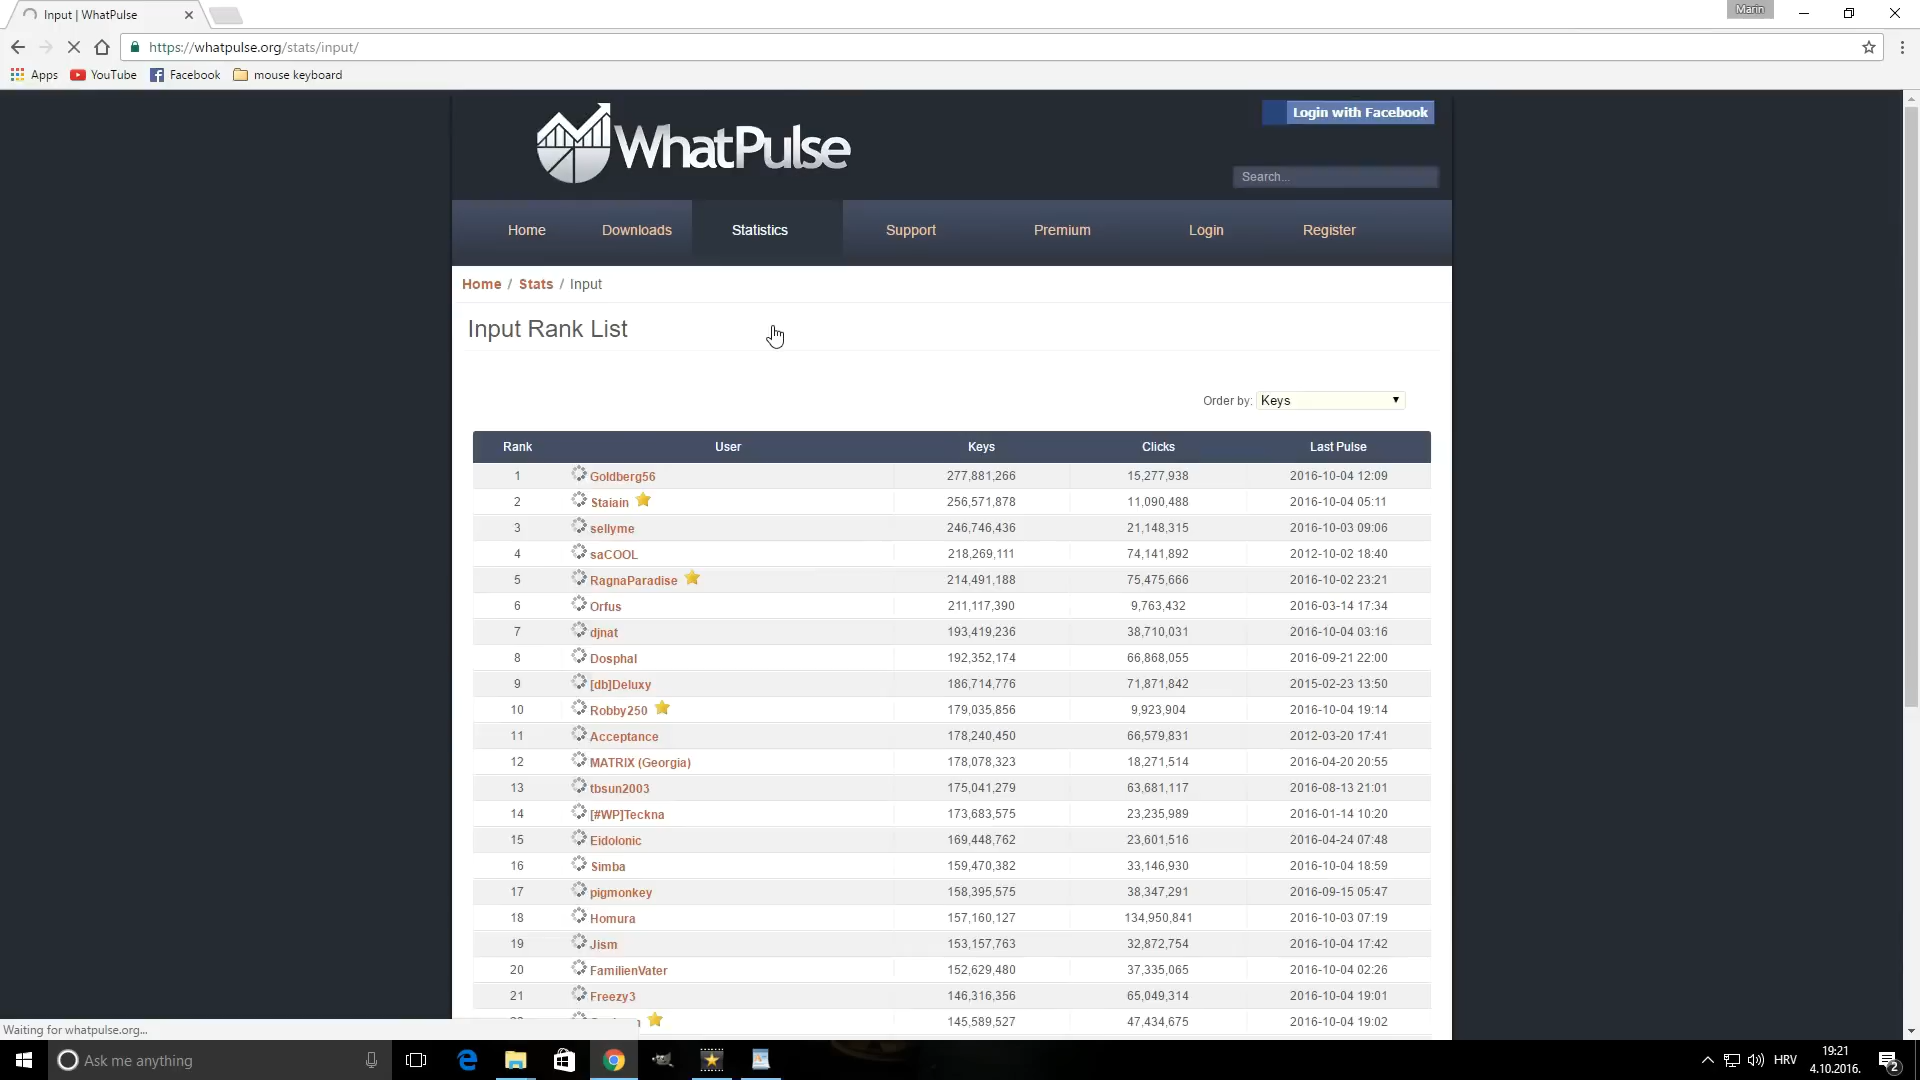 Input | WhatPulse
Marin
https://whatpulse.org/stats/input/
Apps YouTube Facebook mouse keyboard
WhatPulse
Login with Facebook
Search...
Home Downloads Statistics Support Premium Login Register
Home / Stats / Input
Input Rank List
Order by: Keys
Rank User Keys Clicks Last Pulse
1 Goldberg56 277,881,266 15,277,938 2016-10-04 12:09
2 Staiain 256,571,878 11,090,488 2016-10-04 05:11
3 sellyme 246,746,436 21,148,315 2016-10-03 09:06
4 saCOOL 218,269,111 74,141,892 2012-10-02 18:40
5 RagnaParadise 214,491,188 75,475,666 2016-10-02 23:21
6 Orfus 211,117,390 9,763,432 2016-03-14 17:34
7 djnat 193,419,236 38,710,031 2016-10-04 03:16
8 Dosphal 192,352,174 66,868,055 2016-09-21 22:00
9 [db]Deluxy 186,714,776 71,871,842 2015-02-23 13:50
10 Robby250 179,035,856 9,923,904 2016-10-04 19:14
11 Acceptance 178,240,450 66,579,831 2012-03-20 17:41
12 MATRIX (Georgia) 178,078,323 18,271,514 2016-04-20 20:55
13 tbsun2003 175,041,279 63,681,117 2016-08-13 21:01
14 [#WP]Teckna 173,683,575 23,235,989 2016-01-14 10:20
15 Eidolonic 169,448,762 23,601,516 2016-04-24 07:48
16 Simba 159,470,382 33,146,930 2016-10-04 18:59
17 pigmonkey 158,395,575 38,347,291 2016-09-15 05:47
18 Homura 157,160,127 134,950,841 2016-10-03 07:19
19 Jism 153,157,763 32,872,754 2016-10-04 17:42
20 FamilienVater 152,629,480 37,335,065 2016-10-04 02:26
21 Freezy3 146,316,356 65,049,314 2016-10-04 19:01
145,589,527 47,434,675 2016-10-04 19:02
Waiting for whatpulse.org...
Ask me anything
HRV
19:21
4.10.2016.
2